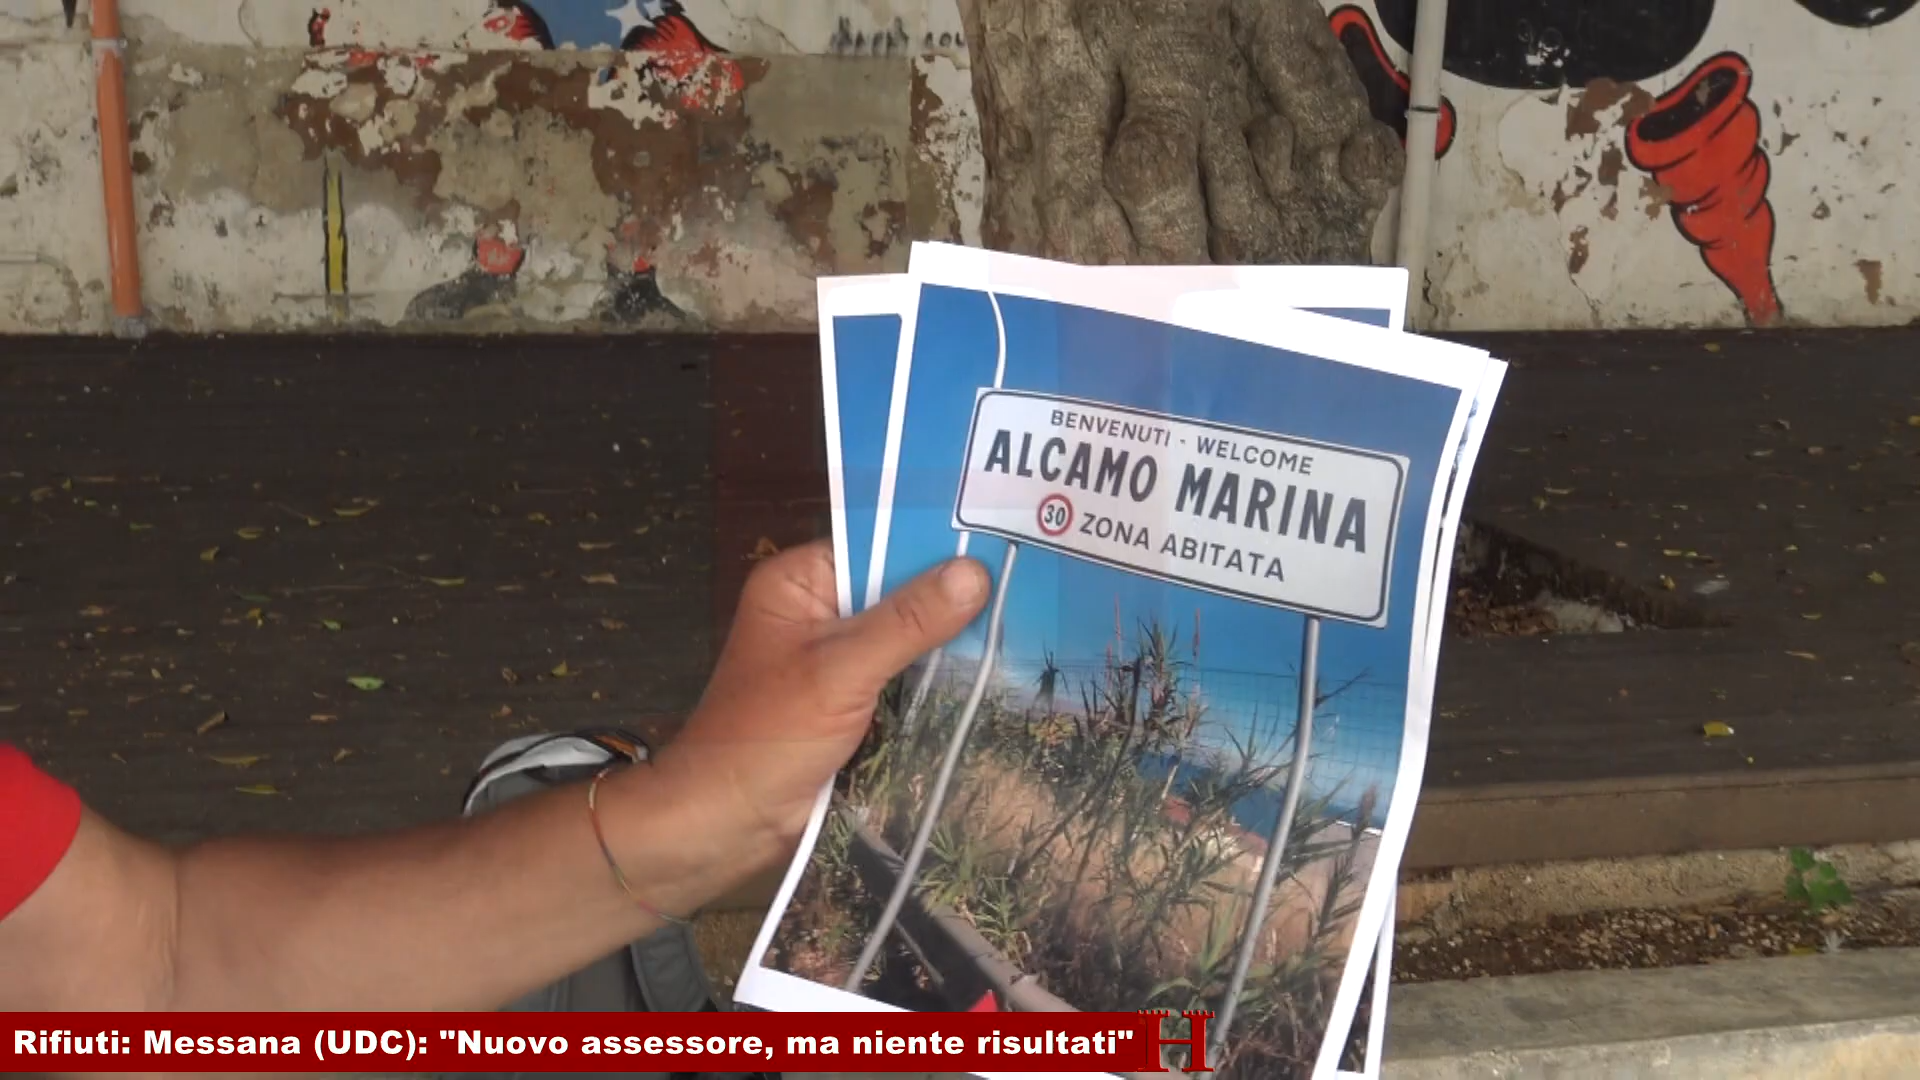 BENVENUTI - WELCOME
ALCAMO MARINA
30 ZONA ABITATA
Rifiuti: Messana (UDC): "Nuovo assessore, ma niente risultati" H